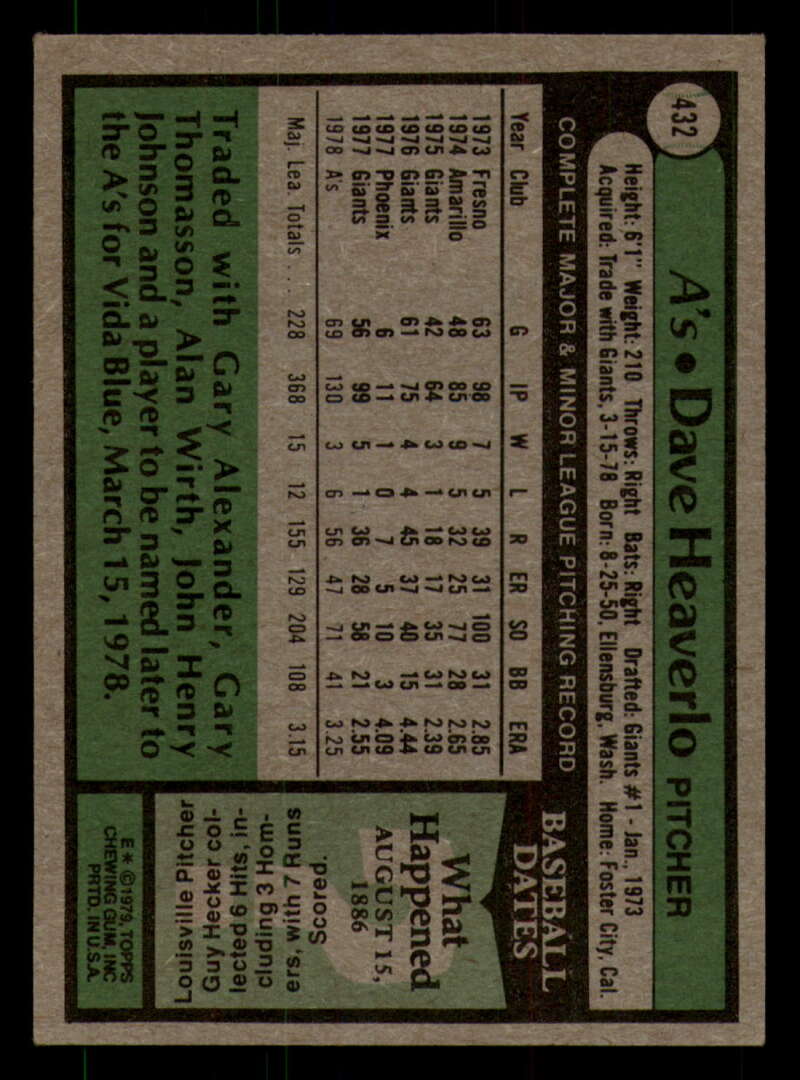 432
A's • Dave Heaverlo PITCHER
Height: 6'1" Weight: 210 Throws: Right Bats: Right Drafted: Giants #1 - Jan., 1973
Acquired: Trade with Giants, 3-15-78 Born: 8-25-50, Ellensburg, Wash. Home: Foster City, Cal.
COMPLETE MAJOR & MINOR LEAGUE PITCHING RECORD
Year Club G IP W L R ER SO BB ERA
1973 Fresno 63 98 7 5 39 31 100 31 2.85
1974 Amarillo 48 85 9 5 32 25 77 28 2.65
1975 Giants 42 64 3 1 18 17 35 31 2.39
1976 Giants 61 75 4 4 45 37 40 15 4.44
1977 Phoenix 6 11 1 0 7 5 10 3 4.09
1977 Giants 56 99 5 1 36 28 58 21 2.55
1978 A's 69 130 3 6 56 47 71 41 3.25
Maj. Lea. Totals . . . 228 368 15 12 155 129 204 108 3.15
Traded with Gary Alexander, Gary
Thomasson, Alan Wirth, John Henry
Johnson and a player to be named later to
the A's for Vida Blue, March 15, 1978.
BASEBALL
DATES
What
Happened
AUGUST 15,
1886
Louisville Pitcher
Guy Hecker col-
lected 6 Hits, in-
cluding 3 Hom-
ers, with 7 Runs
Scored.
E* © 1979, TOPPS
CHEWING GUM, INC
PRTD. IN U.S.A.